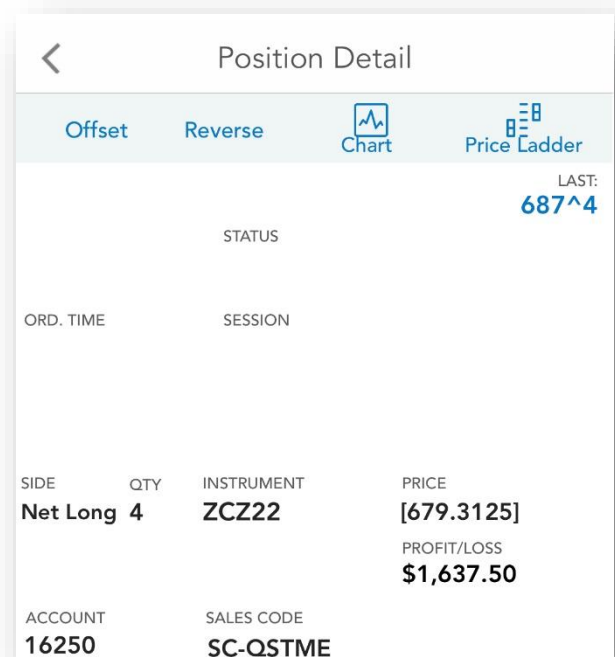 Position Detail
Offset Reverse Chart Price Ladder
LAST:
687^4
STATUS
ORD. TIME SESSION
SIDE QTY INSTRUMENT PRICE
Net Long 4 ZCZ22 [679.3125]
PROFIT/LOSS
$1,637.50
ACCOUNT SALES CODE
16250 SC-QSTME